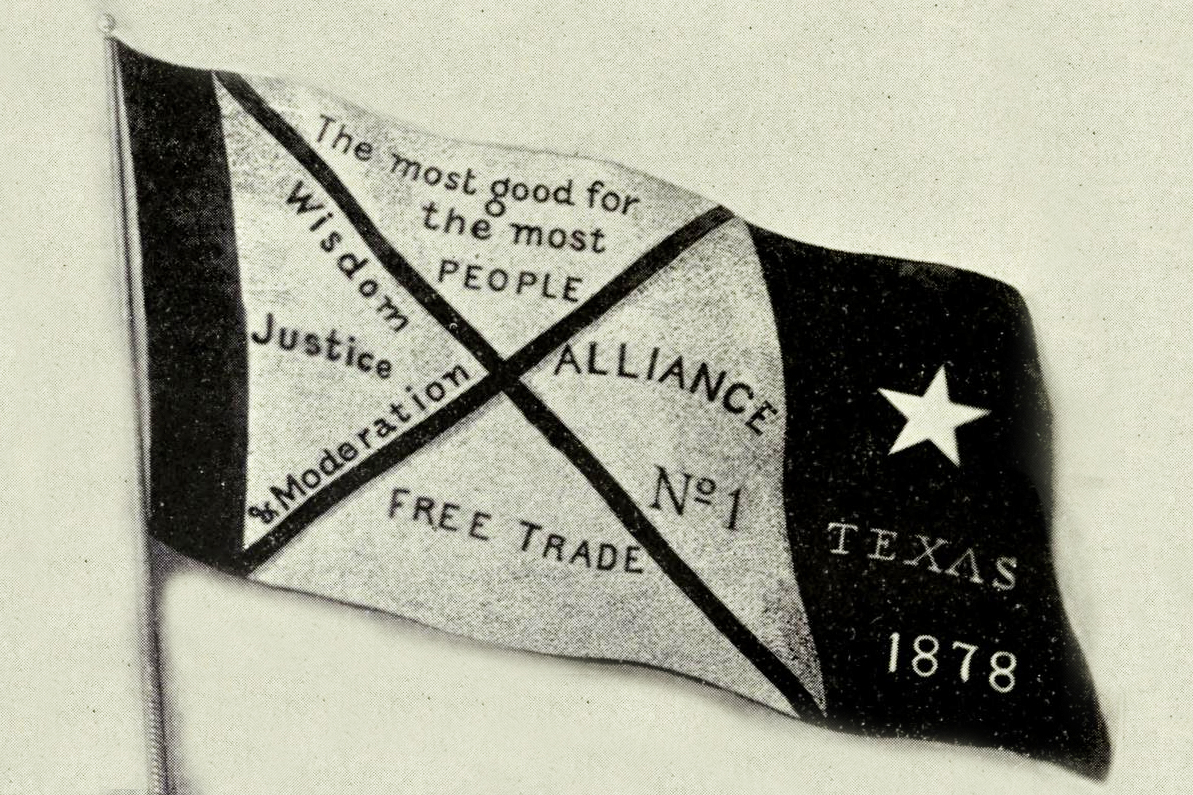 The most good for
the most
PEOPLE
Wisdom
Justice
& Moderation
ALLIANCE
Nº 1
FREE TRADE
TEXAS
1878